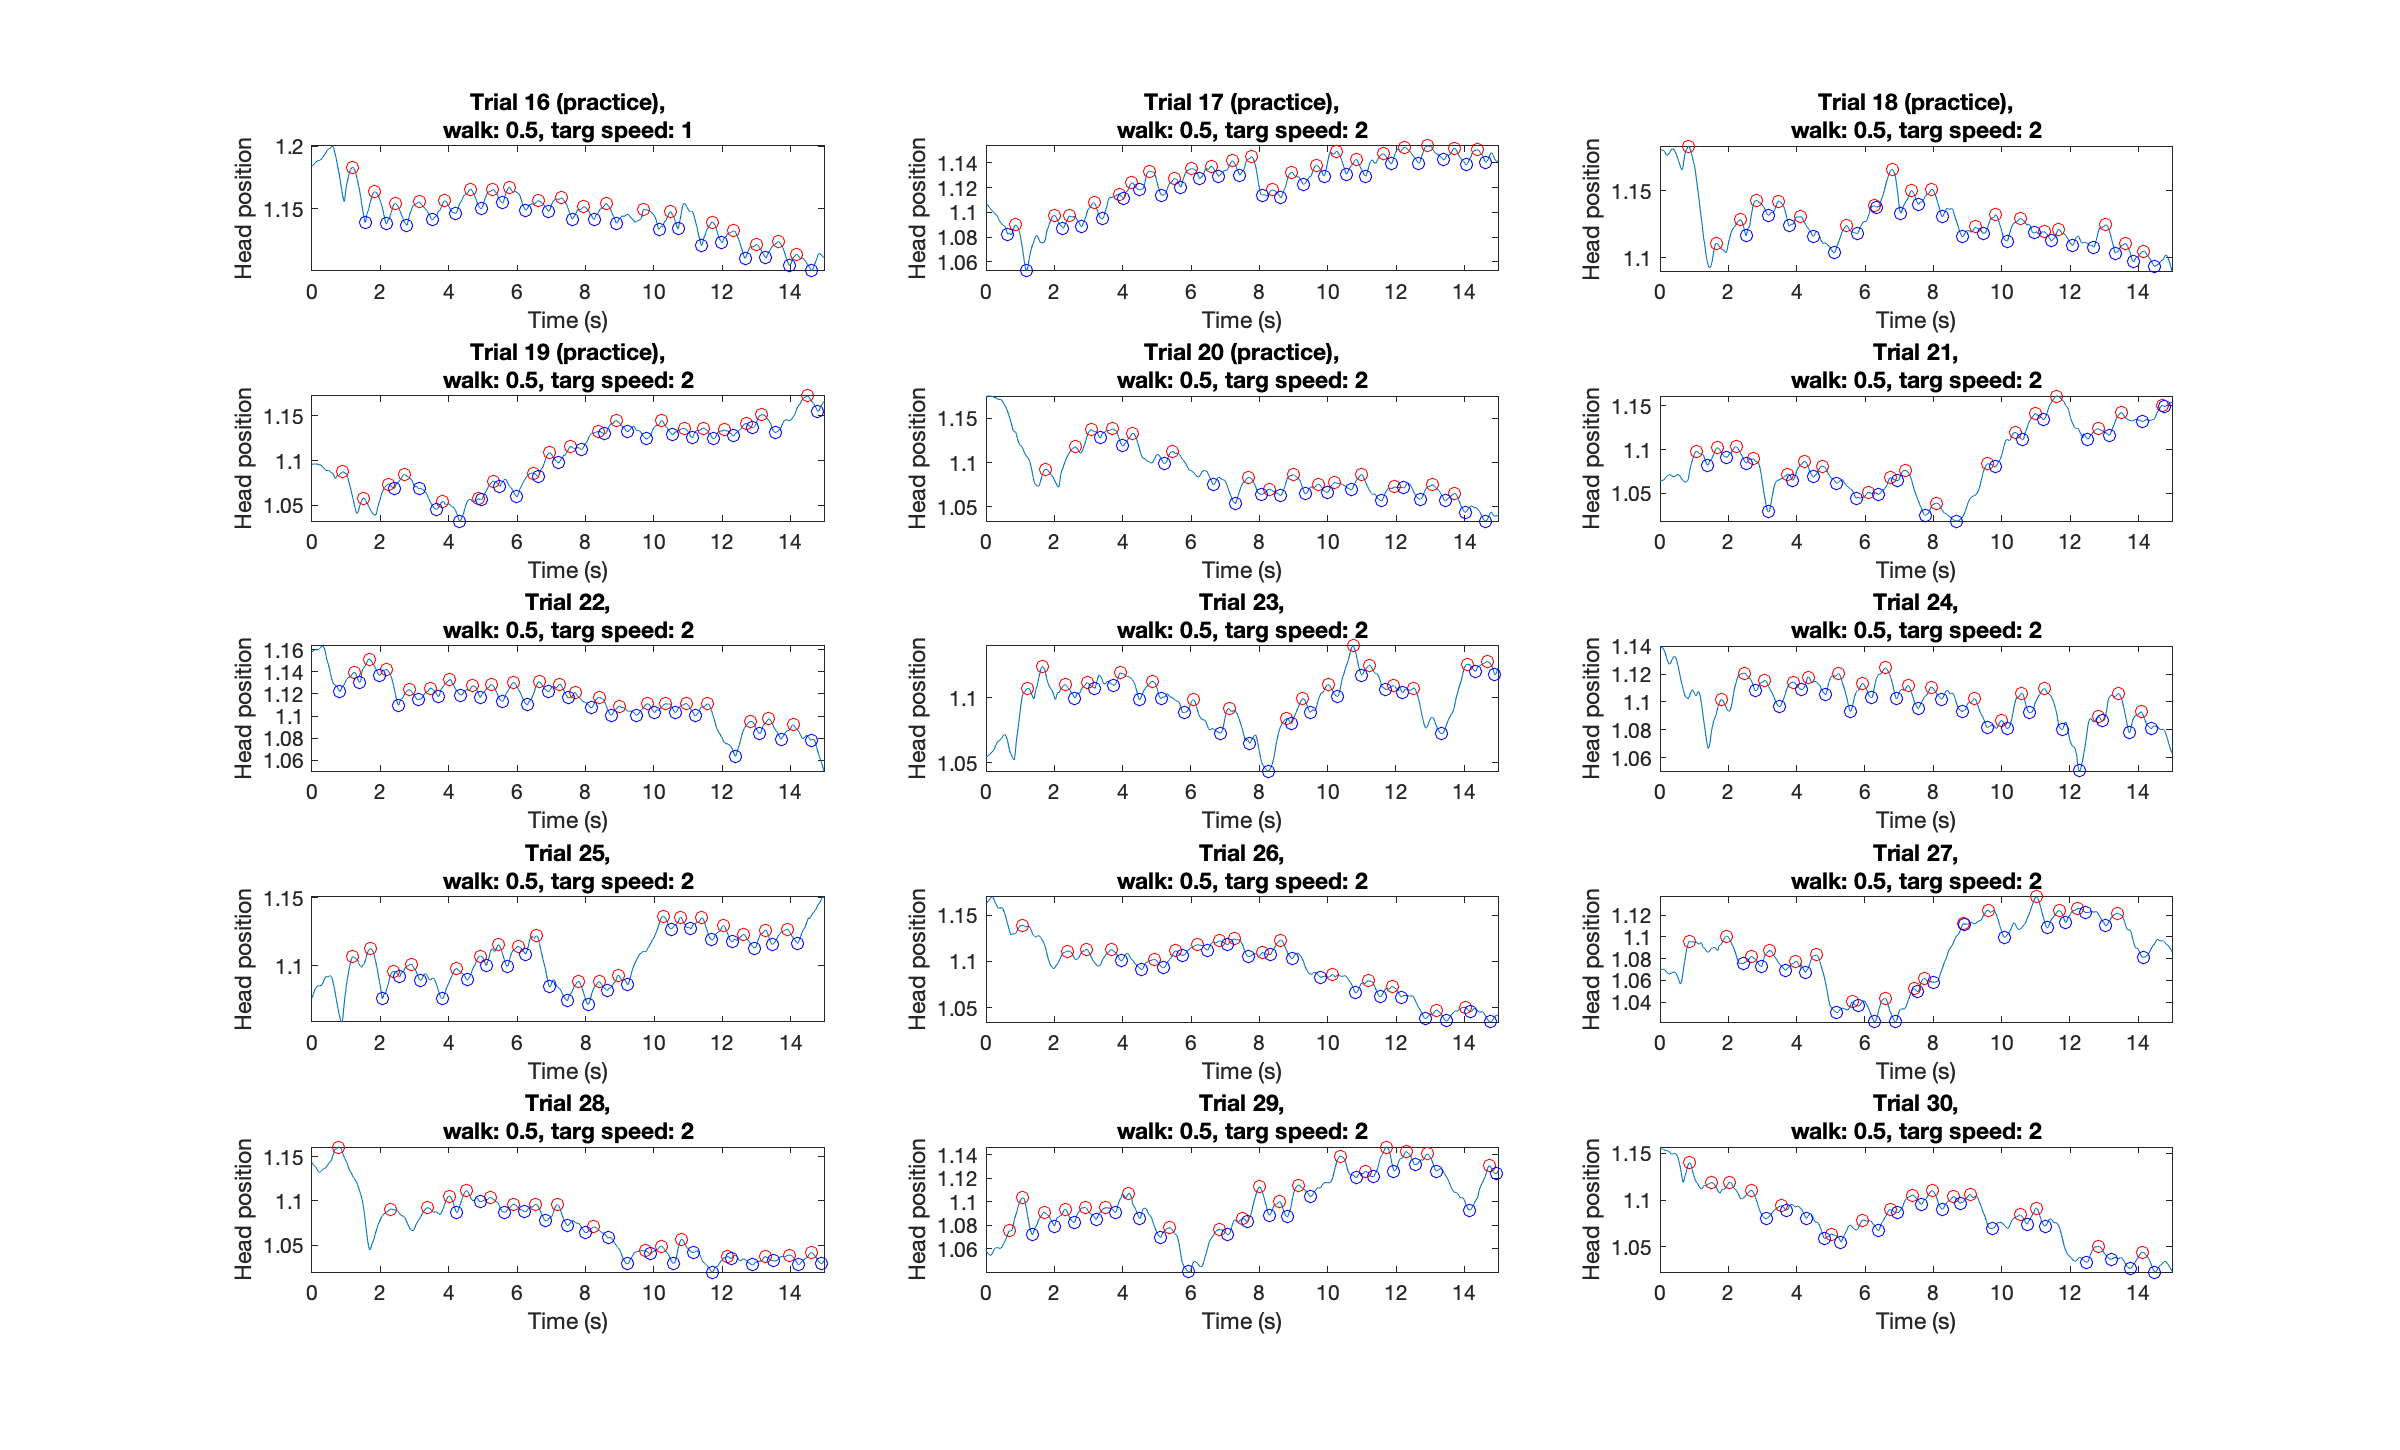 Trial 16 (practice),
walk: 0.5, targ speed: 1
Head position
1.2
1.15
0 2 4 6 8 10 12 14
Time (s)
Trial 17 (practice),
walk: 0.5, targ speed: 2
Head position
1.14
1.12
1.1
1.08
1.06
0 2 4 6 8 10 12 14
Time (s)
Trial 18 (practice),
walk: 0.5, targ speed: 2
Head position
1.15
1.1
0 2 4 6 8 10 12 14
Time (s)
Trial 19 (practice),
walk: 0.5, targ speed: 2
Head position
1.15
1.1
1.05
0 2 4 6 8 10 12 14
Time (s)
Trial 20 (practice),
walk: 0.5, targ speed: 2
Head position
1.15
1.1
1.05
0 2 4 6 8 10 12 14
Time (s)
Trial 21,
walk: 0.5, targ speed: 2
Head position
1.15
1.1
1.05
0 2 4 6 8 10 12 14
Time (s)
Trial 22,
walk: 0.5, targ speed: 2
Head position
1.16
1.14
1.12
1.1
1.08
1.06
0 2 4 6 8 10 12 14
Time (s)
Trial 23,
walk: 0.5, targ speed: 2
Head position
1.1
1.05
0 2 4 6 8 10 12 14
Time (s)
Trial 24,
walk: 0.5, targ speed: 2
Head position
1.14
1.12
1.1
1.08
1.06
0 2 4 6 8 10 12 14
Time (s)
Trial 25,
walk: 0.5, targ speed: 2
Head position
1.15
1.1
0 2 4 6 8 10 12 14
Time (s)
Trial 26,
walk: 0.5, targ speed: 2
Head position
1.15
1.1
1.05
0 2 4 6 8 10 12 14
Time (s)
Trial 27,
walk: 0.5, targ speed: 2
Head position
1.12
1.1
1.08
1.06
1.04
0 2 4 6 8 10 12 14
Time (s)
Trial 28,
walk: 0.5, targ speed: 2
Head position
1.15
1.1
1.05
0 2 4 6 8 10 12 14
Time (s)
Trial 29,
walk: 0.5, targ speed: 2
Head position
1.14
1.12
1.1
1.08
1.06
0 2 4 6 8 10 12 14
Time (s)
Trial 30,
walk: 0.5, targ speed: 2
Head position
1.15
1.1
1.05
0 2 4 6 8 10 12 14
Time (s)